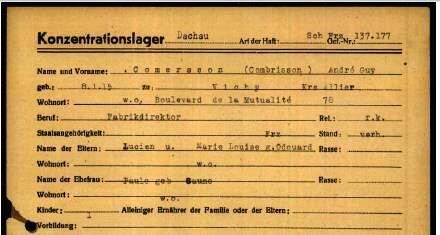 Konzentrationslager Dachau Art der Haft: Sch Frz. Gef.-Nr.: 137.177
Name und Vorname: Comersson (Combrisson) André Guy
geb.: 8.1.15 zu: Vichy Krs Allier
Wohnort: w.o, Boulevard de la Mutualité 78
Beruf: Fabrikdirektor Rel.: r.k.
Staatsangehörigkeit: Frz Stand: verh.
Name der Eltern: Lucien u. Marie Louise g.Odouard Rasse:
Wohnort: w.o.
Name der Ehefrau: Paule geb Rasse:
Wohnort: w.o.
Kinder: 1 Alleiniger Ernährer der Familie oder der Eltern:
Vorbildung: